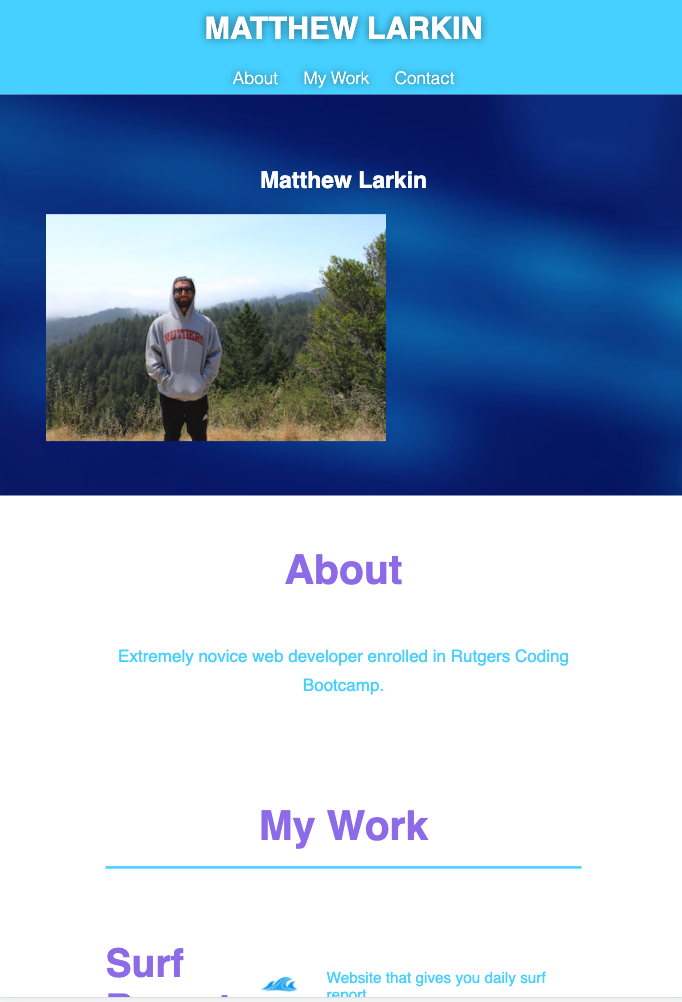 MATTHEW LARKIN
About My Work Contact
Matthew Larkin
RUTGERS
About
Extremely novice web developer enrolled in Rutgers Coding
Bootcamp.
My Work
Surf
Website that gives you daily surf
report